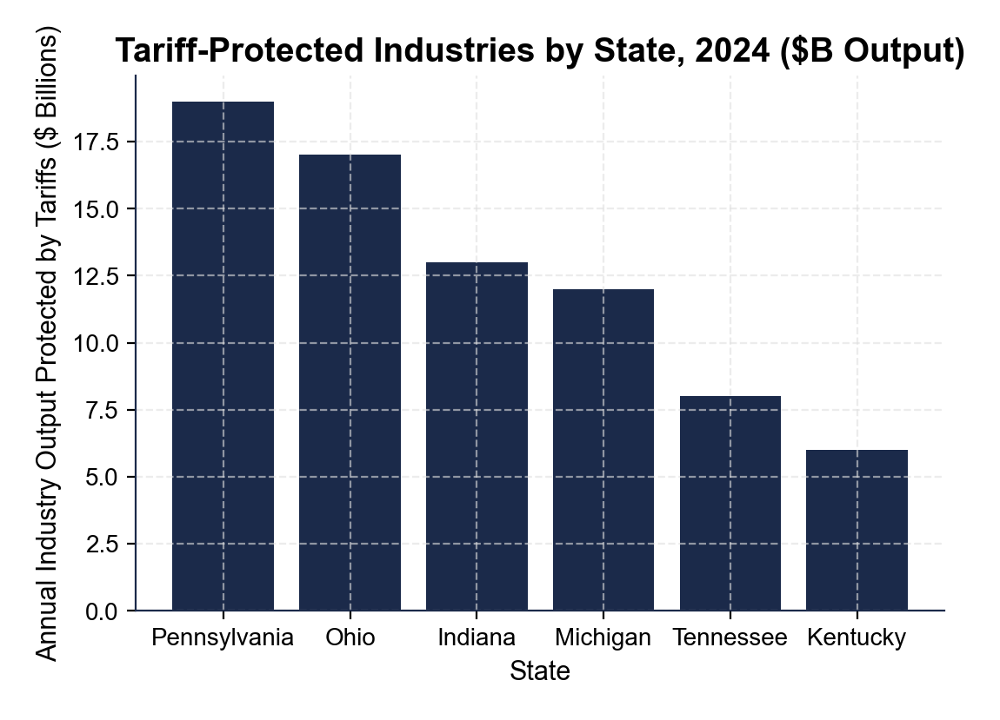 Tariff-Protected Industries by State, 2024 ($B Output)
Annual Industry Output Protected by Tariffs ($ Billions)
17.5
15.0
12.5
10.0
7.5
5.0
2.5
0.0
Pennsylvania Ohio Indiana Michigan Tennessee Kentucky
State